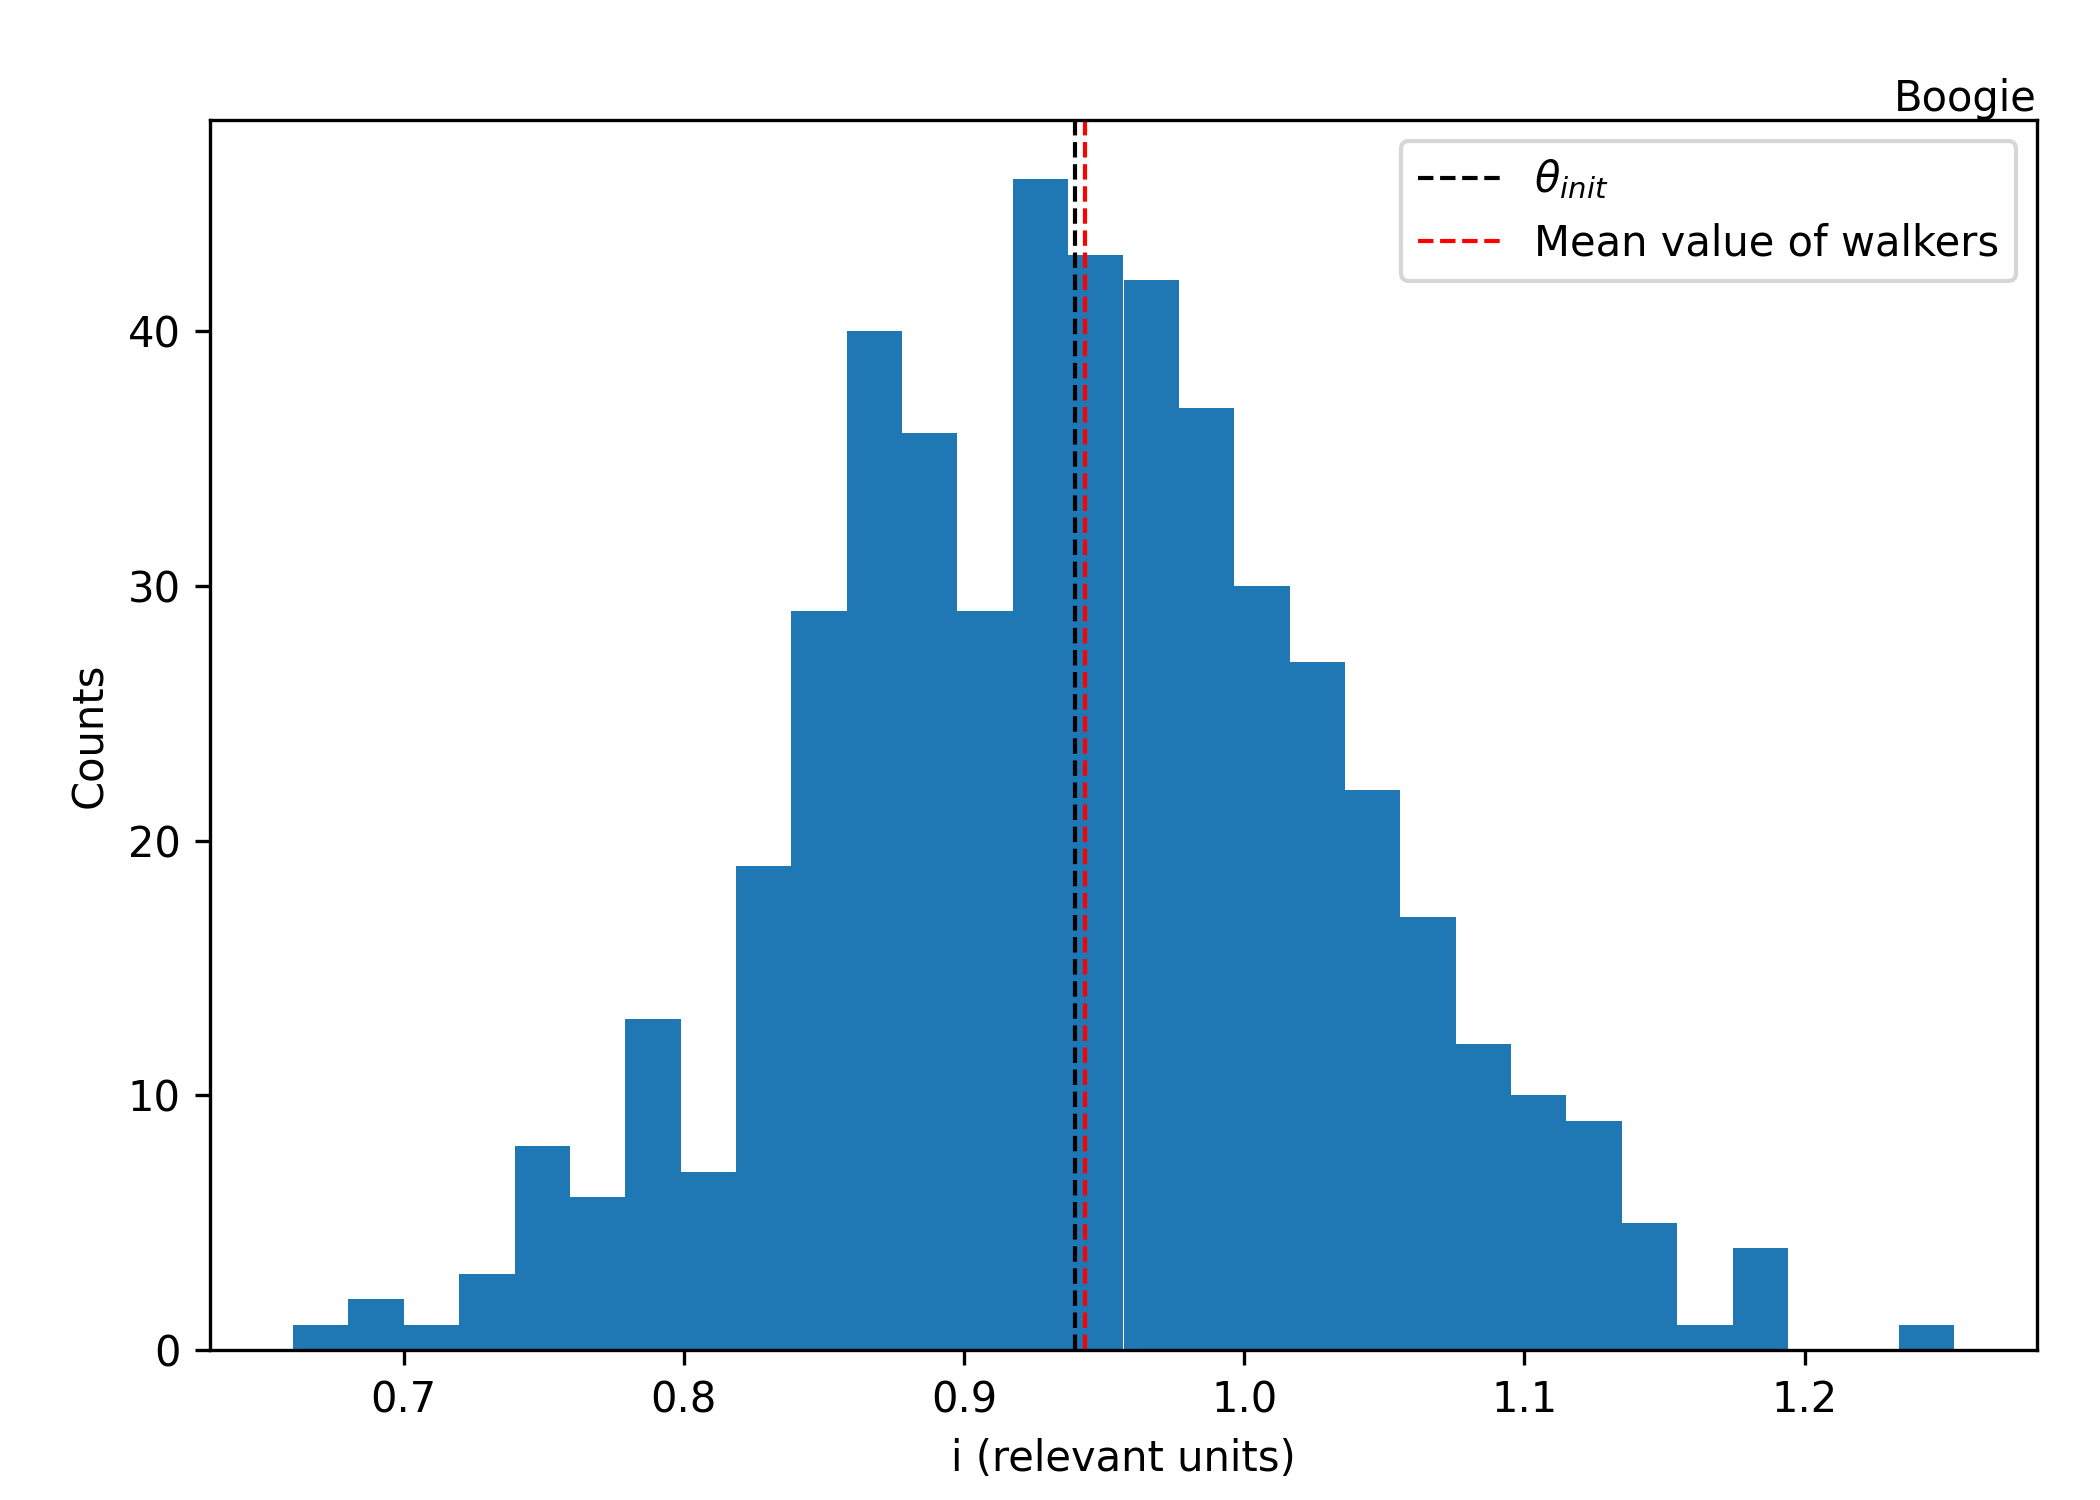 Boogie
θinit
Mean value of walkers
Counts
40
30
20
10
0
0.7 0.8 0.9 1.0 1.1 1.2
i (relevant units)